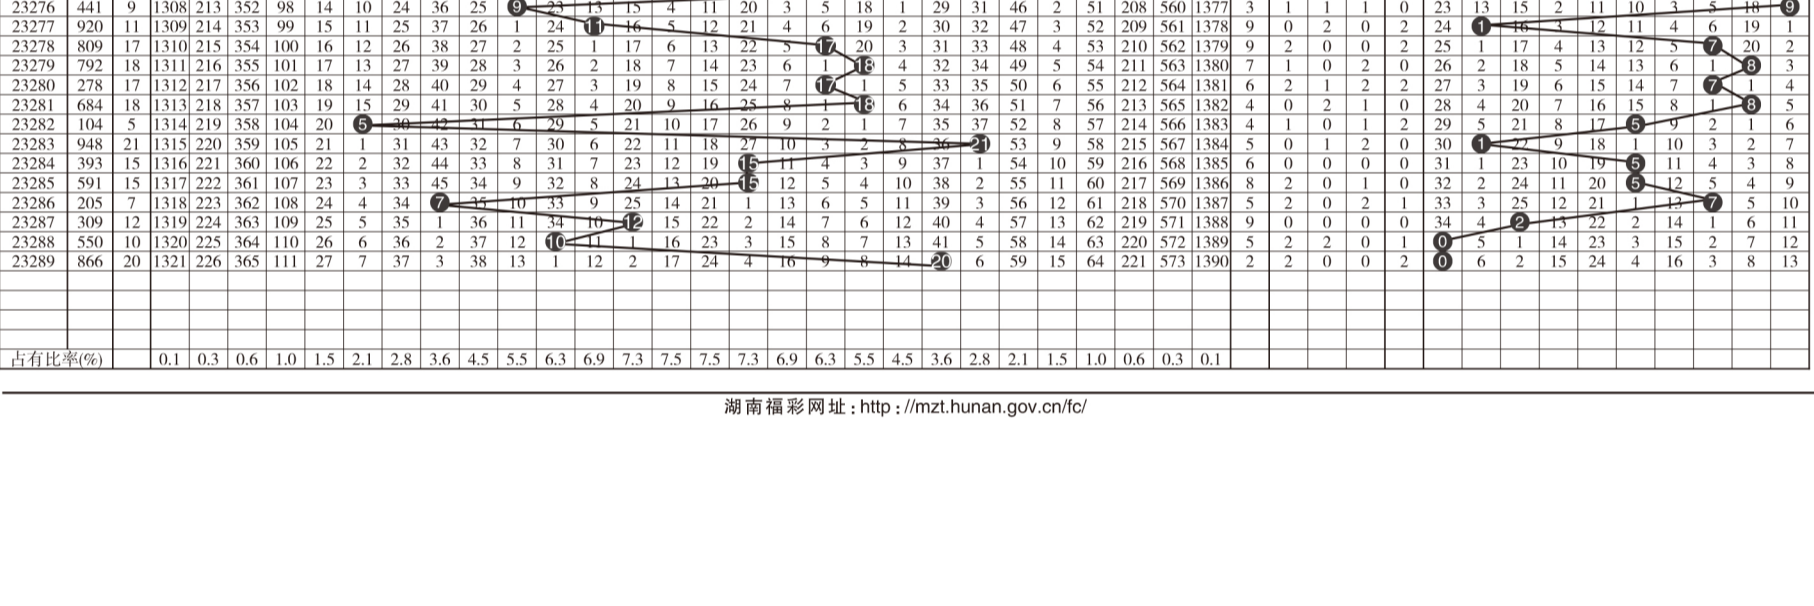 23276 441 9 1308 213 352 98 14 10 24 36 25 9 23 13 15 4 11 20 3 5 18 1 29 31 46 2 51 208 560 1377 3 1 1 1 0 23 13 15 2 11 10 3 5 18 9
23277 920 11 1309 214 353 99 15 11 25 37 26 1 24 11 16 5 12 21 4 6 19 2 30 32 47 3 52 209 561 1378 9 0 2 0 2 24 1 16 3 12 11 4 6 19 1
23278 809 17 1310 215 354 100 16 12 26 38 27 2 25 1 17 6 13 22 5 17 20 3 31 33 48 4 53 210 562 1379 9 2 0 0 2 25 1 17 4 13 12 5 7 20 2
23279 792 18 1311 216 355 101 17 13 27 39 28 3 26 2 18 7 14 23 6 1 18 4 32 34 49 5 54 211 563 1380 7 1 0 2 0 26 2 18 5 14 13 6 1 8 3
23280 278 17 1312 217 356 102 18 14 28 40 29 4 27 3 19 8 15 24 7 17 1 5 33 35 50 6 55 212 564 1381 6 2 1 2 2 27 3 19 6 15 14 7 7 1 4
23281 684 18 1313 218 357 103 19 15 29 41 30 5 28 4 20 9 16 25 8 1 18 6 34 36 51 7 56 213 565 1382 4 0 2 1 0 28 4 20 7 16 15 8 1 8 5
23282 104 5 1314 219 358 104 20 5 30 42 31 6 29 5 21 10 17 26 9 2 1 7 35 37 52 8 57 214 566 1383 4 1 0 1 2 29 5 21 8 17 5 9 2 1 6
23283 948 21 1315 220 359 105 21 1 31 43 32 7 30 6 22 11 18 27 10 3 2 8 36 21 53 9 58 215 567 1384 5 0 1 2 0 30 1 22 9 18 1 10 3 2 7
23284 393 15 1316 221 360 106 22 2 32 44 33 8 31 7 23 12 19 15 11 4 3 9 37 1 54 10 59 216 568 1385 6 0 0 0 0 31 1 23 10 19 5 11 4 3 8
23285 591 15 1317 222 361 107 23 3 33 45 34 9 32 8 24 13 20 15 12 5 4 10 38 2 55 11 60 217 569 1386 8 2 0 1 0 32 2 24 11 20 5 12 5 4 9
23286 205 7 1318 223 362 108 24 4 34 7 35 10 33 9 25 14 21 1 13 6 5 11 39 3 56 12 61 218 570 1387 5 2 0 2 1 33 3 25 12 21 1 13 7 5 10
23287 309 12 1319 224 363 109 25 5 35 1 36 11 34 10 12 15 22 2 14 7 6 12 40 4 57 13 62 219 571 1388 9 0 0 0 0 34 4 2 13 22 2 14 1 6 11
23288 550 10 1320 225 364 110 26 6 36 2 37 12 10 11 1 16 23 3 15 8 7 13 41 5 58 14 63 220 572 1389 5 2 2 0 1 0 5 1 14 23 3 15 2 7 12
23289 866 20 1321 226 365 111 27 7 37 3 38 13 1 12 2 17 24 4 16 9 8 14 20 6 59 15 64 221 573 1390 2 2 0 0 2 0 6 2 15 24 4 16 3 8 13
占有比率(%) 0.1 0.3 0.6 1.0 1.5 2.1 2.8 3.6 4.5 5.5 6.3 6.9 7.3 7.5 7.5 7.3 6.9 6.3 5.5 4.5 3.6 2.8 2.1 1.5 1.0 0.6 0.3 0.1
湖南福彩网址：http：//mzt.hunan.gov.cn/fc/